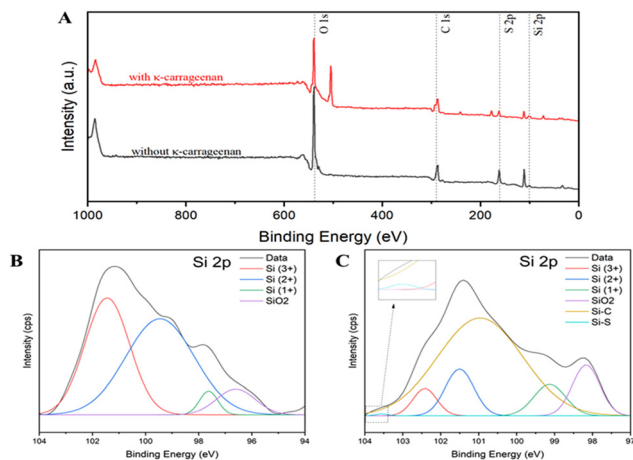 A
O 1s
C 1s
S 2p
Si 2p
with κ-carrageenan
without κ-carrageenan
Intensity (a.u.)
1000 800 600 400 200 0
Binding Energy (eV)
B
Si 2p
Data
Si (3+)
Si (2+)
Si (1+)
SiO2
Intensity (cps)
104 102 100 98 96 94
Binding Energy (eV)
C
Si 2p
Data
Si (3+)
Si (2+)
Si (1+)
SiO2
Si-C
Si-S
Intensity (cps)
104 103 102 101 100 99 98 97
Binding Energy (eV)